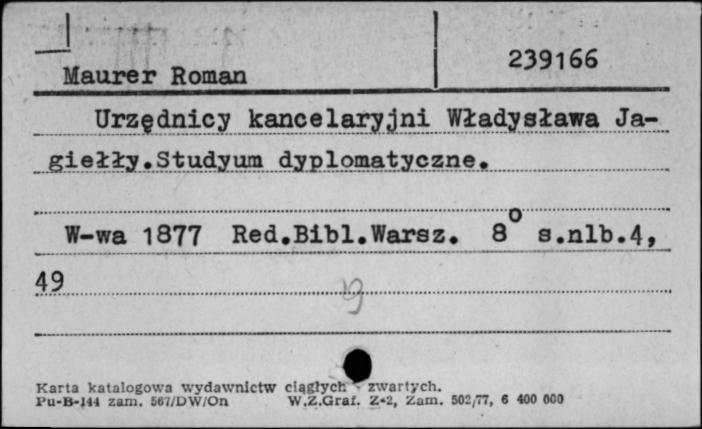 239166
Maurer Roman
Urzędnicy kancelaryjni Władysława Ja-
giełły.Studyum dyplomatyczne.
W-wa 1877 Red.Bibl.Warsz. 8° s.nlb.4,
49
Karta katalogowa wydawnictw ciągłych - zwartych.
Pu-B-144 zam. 567/DW/On W.Z.Graf. Z-2, Zam. 502/77, 6 400 000